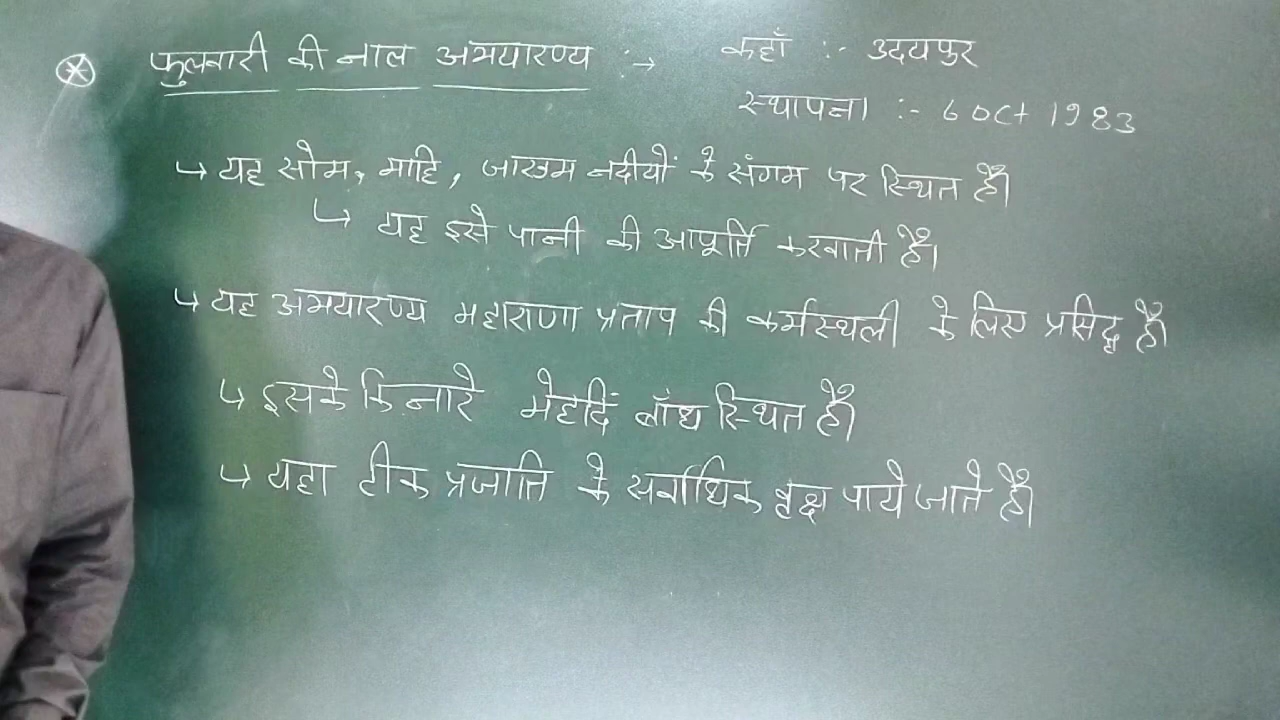 फुलवारी की नाल अभयारण्य :→ कहाँ :- उदयपुर
स्थापना :- 6 Oct 1983
↳ यह सोम, माहि, जाखम नदीयों के संगम पर स्थित हैं।
↳ यह इसे पानी की आपूर्ति करवाती हैं।
↳ यह अभयारण्य महाराणा प्रताप की कर्मस्थली के लिए प्रसिद्ध हैं।
↳ इसके किनारे मेहदिं बाँध स्थित हैं।
↳ यहा टीक प्रजाति के सर्वाधिक वृक्ष पाये जाते हैं।